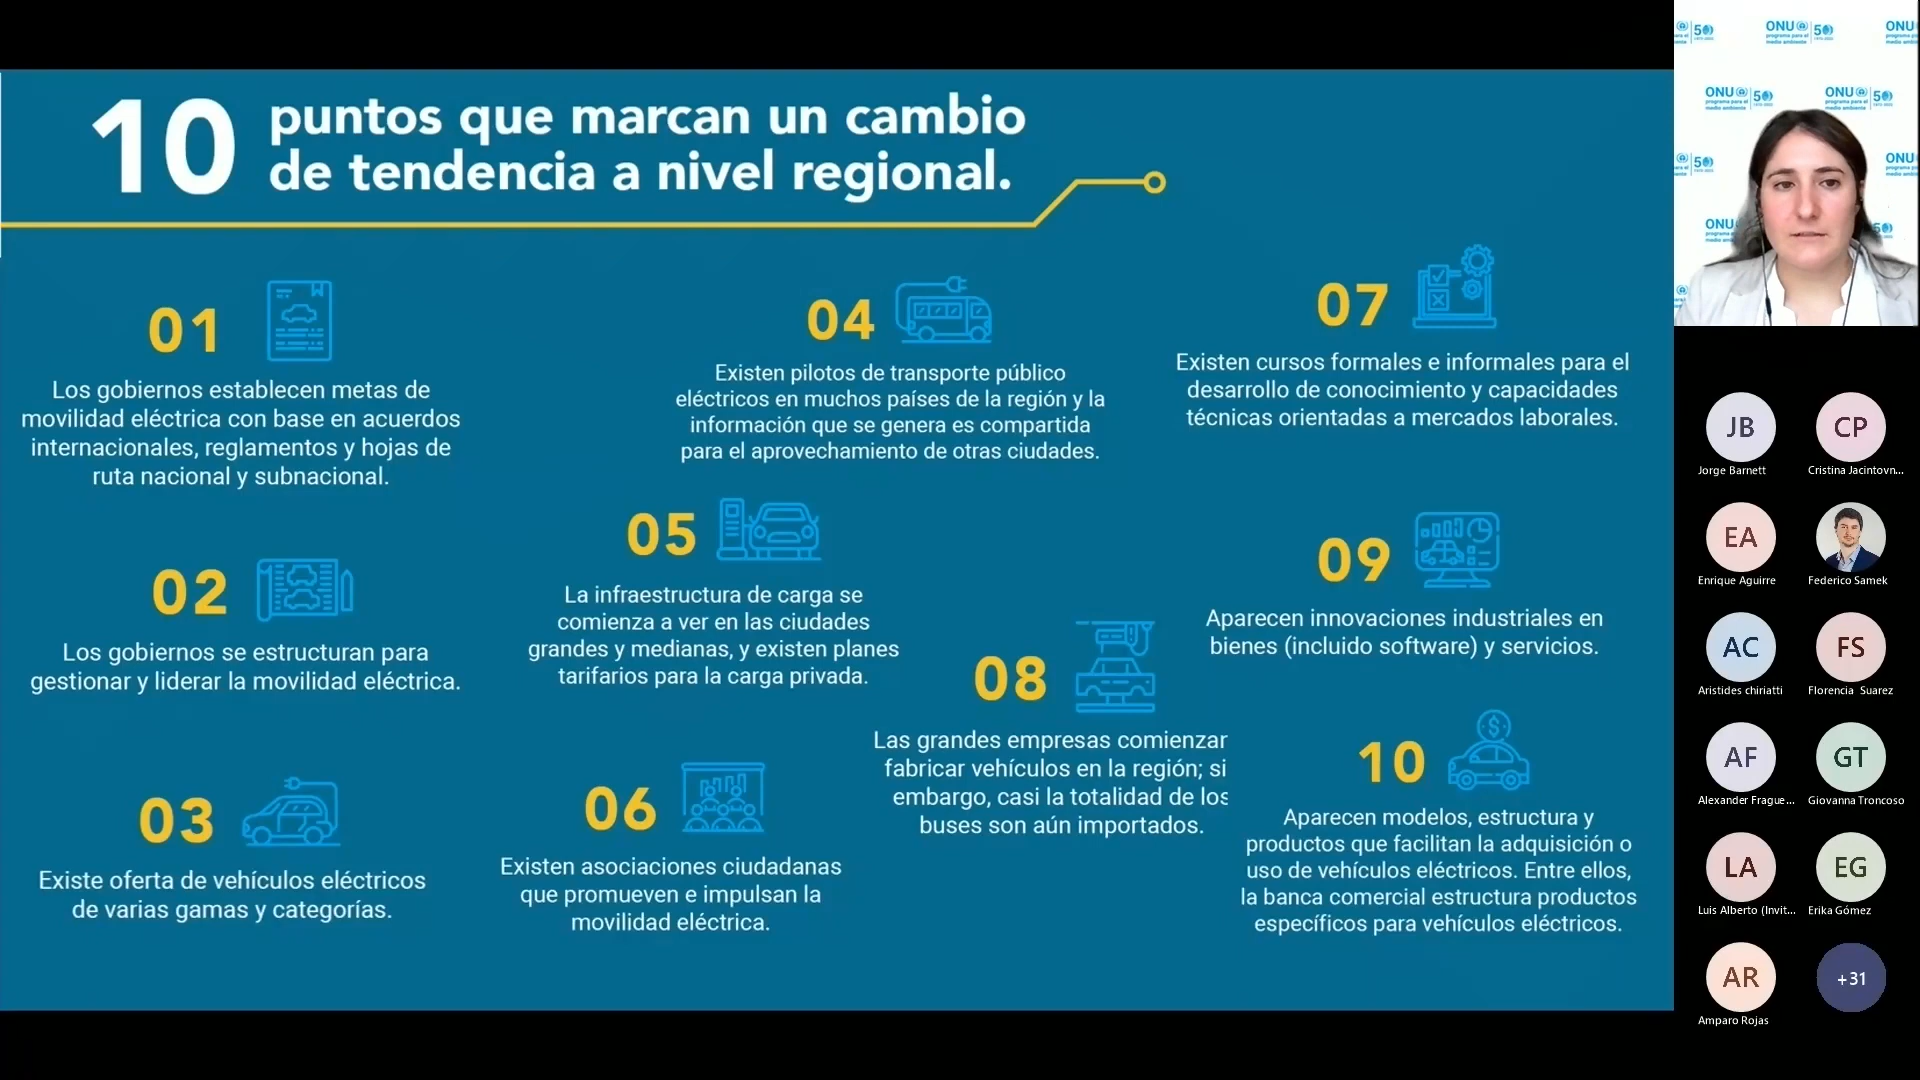 10
puntos que marcan un cambio
de tendencia a nivel regional.
01
Los gobiernos establecen metas de
movilidad eléctrica con base en acuerdos
internacionales, reglamentos y hojas de
ruta nacional y subnacional.
02
Los gobiernos se estructuran para
gestionar y liderar la movilidad eléctrica.
03
Existe oferta de vehículos eléctricos
de varias gamas y categorías.
04
Existen pilotos de transporte público
eléctricos en muchos países de la región y la
información que se genera es compartida
para el aprovechamiento de otras ciudades.
05
La infraestructura de carga se
comienza a ver en las ciudades
grandes y medianas, y existen planes
tarifarios para la carga privada.
06
Existen asociaciones ciudadanas
que promueven e impulsan la
movilidad eléctrica.
07
Existen cursos formales e informales para el
desarrollo de conocimiento y capacidades
técnicas orientadas a mercados laborales.
08
Las grandes empresas comienzar
fabricar vehículos en la región; si
embargo, casi la totalidad de los
buses son aún importados.
09
Aparecen innovaciones industriales en
bienes (incluido software) y servicios.
10
Aparecen modelos, estructura y
productos que facilitan la adquisición o
uso de vehículos eléctricos. Entre ellos,
la banca comercial estructura productos
específicos para vehículos eléctricos.
ONU 50
programa para el
medio ambiente
JB
Jorge Barnett
CP
Cristina Jacintovn...
EA
Enrique Aguirre
Federico Samek
AC
Aristides chiriatti
FS
Florencia Suarez
AF
Alexander Frague...
GT
Giovanna Troncoso
LA
Luis Alberto (Invit...
EG
Erika Gómez
AR
Amparo Rojas
+31